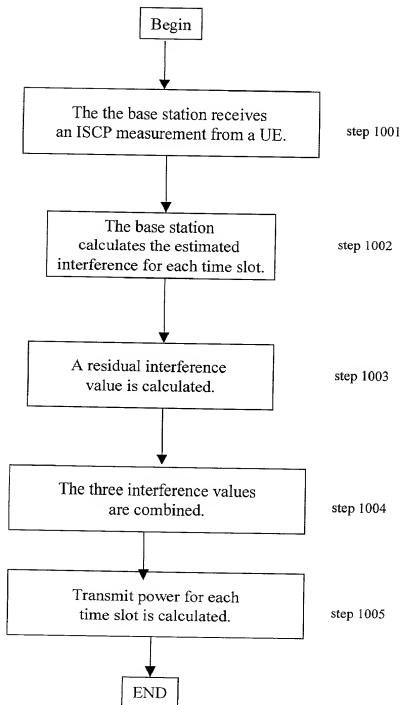 Begin
The the base station receives
an ISCP measurement from a UE.
step 1001
The base station
calculates the estimated
interference for each time slot.
step 1002
A residual interference
value is calculated.
step 1003
The three interference values
are combined.
step 1004
Transmit power for each
time slot is calculated.
step 1005
END